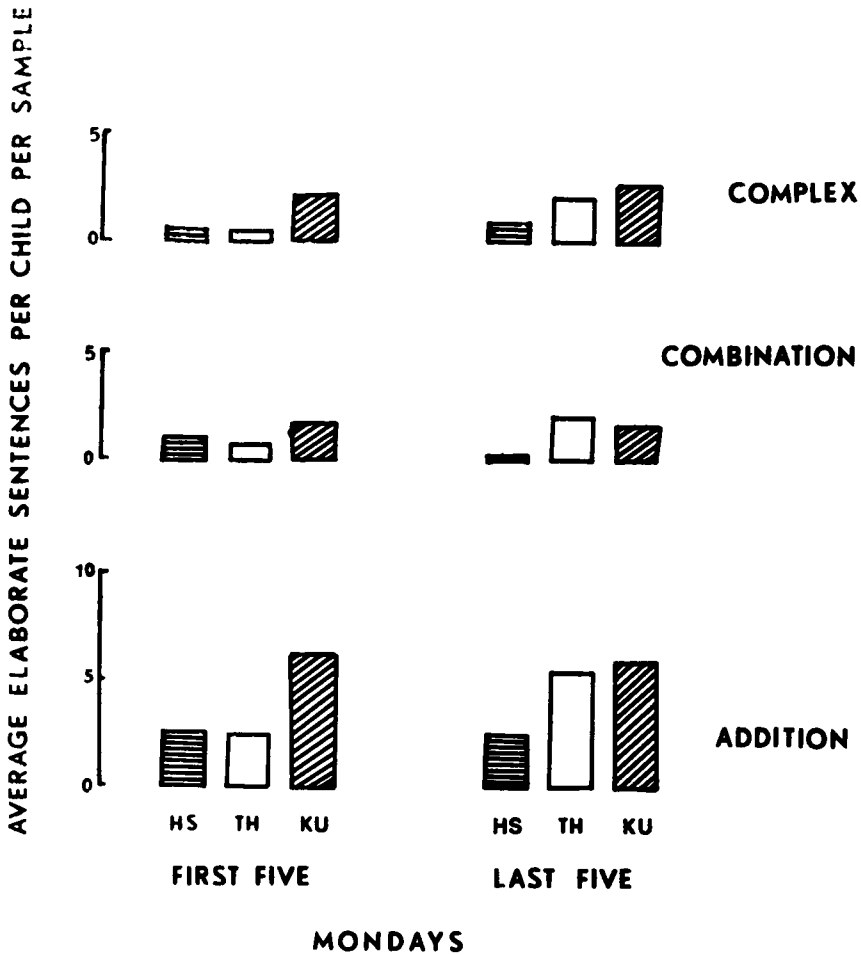 AVERAGE ELABORATE SENTENCES PER CHILD PER SAMPLE
5
0
COMPLEX
5
0
COMBINATION
10
5
0
ADDITION
HS TH KU HS TH KU
FIRST FIVE LAST FIVE
MONDAYS